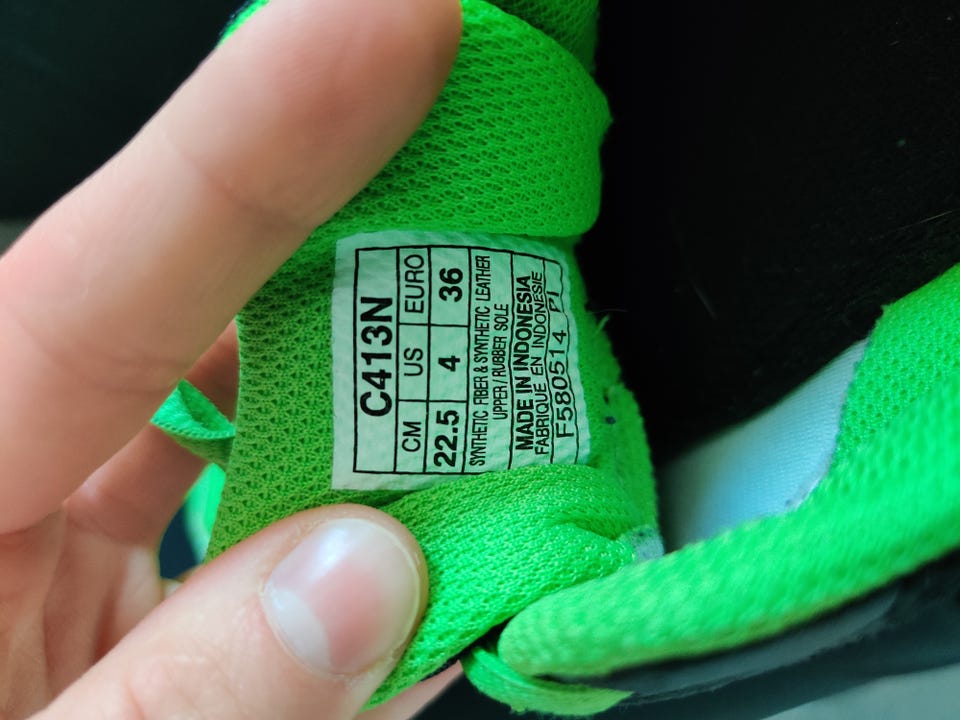 C413N
CM US EURO
22.5 4 36
SYNTHETIC FIBER & SYNTHETIC LEATHER
UPPER / RUBBER SOLE
MADE IN INDONESIA
FABRIQUE EN INDONESIE
F580514 PI